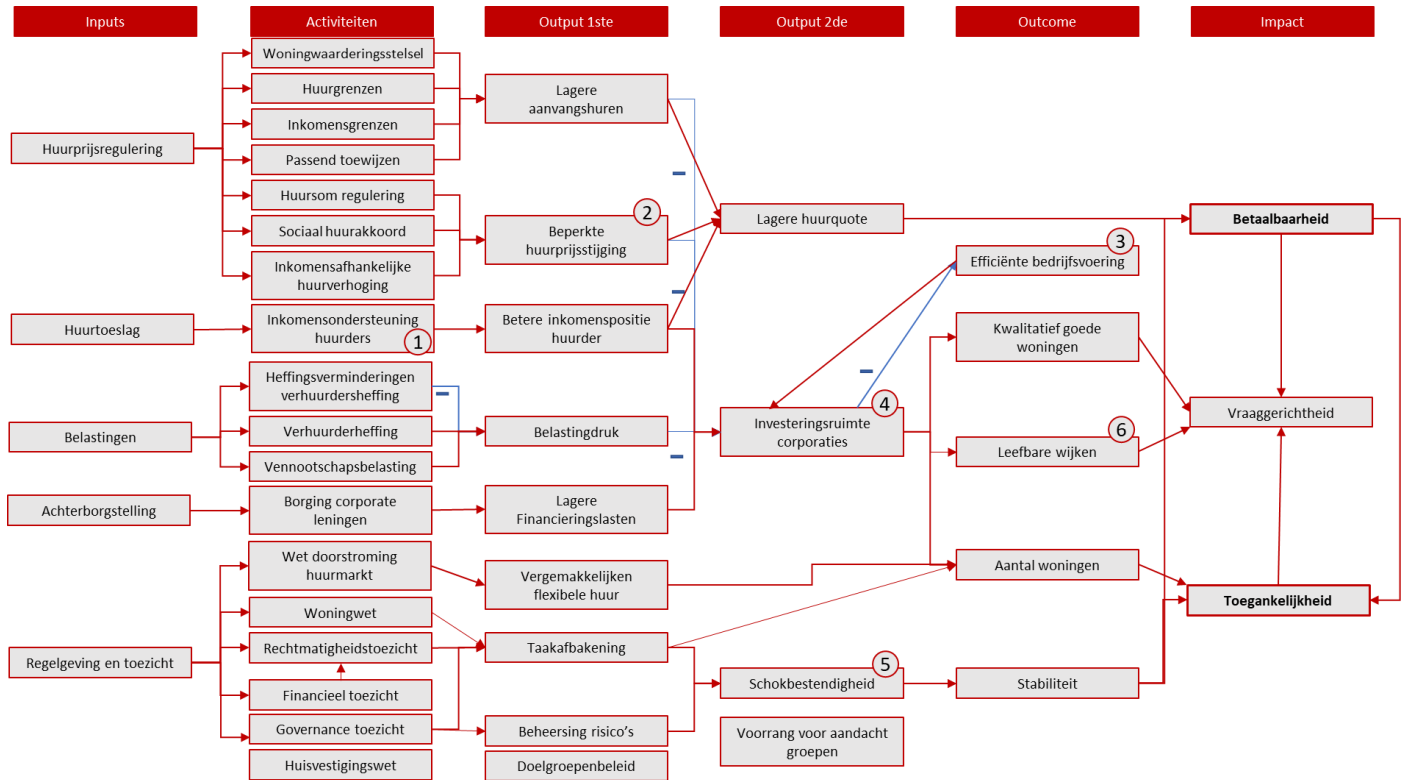 Inputs
Activiteiten
Output 1ste
Output 2de
Outcome
Impact
Huurprijsregulering
Huurtoeslag
Belastingen
Achterborgstelling
Regelgeving en toezicht
Woningwaarderingsstelsel
Huurgrenzen
Inkomensgrenzen
Passend toewijzen
Huursom regulering
Sociaal huurakkoord
Inkomensafhankelijke
huurverhoging
Inkomensondersteuning
huurders
1
Heffingsverminderingen
verhuurdersheffing
Verhuurderheffing
Vennootschapsbelasting
Borging corporate
leningen
Wet doorstroming
huurmarkt
Woningwet
Rechtmatigheidstoezicht
Financieel toezicht
Governance toezicht
Huisvestigingswet
Lagere
aanvangshuren
2
Beperkte
huurprijsstijging
Betere inkomenspositie
huurder
Belastingdruk
Lagere
Financieringslasten
Vergemakkelijken
flexibele huur
Taakafbakening
Beheersing risico's
Doelgroepenbeleid
Lagere huurquote
4
Investeringsruimte
corporaties
5
Schokbestendigheid
Voorrang voor aandacht
groepen
3
Efficiënte bedrijfsvoering
Kwalitatief goede
woningen
6
Leefbare wijken
Aantal woningen
Stabiliteit
Betaalbaarheid
Vraaggerichtheid
Toegankelijkheid